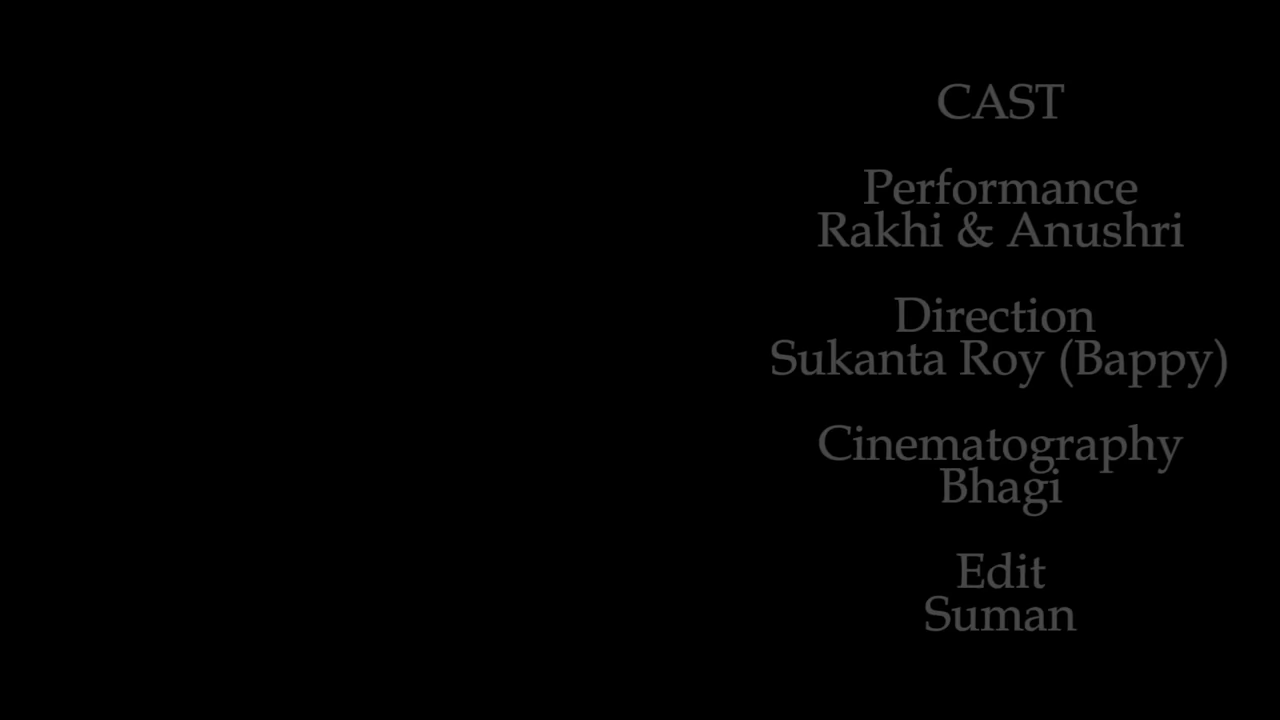 CAST
Performance
Rakhi & Anushri
Direction
Sukanta Roy (Bappy)
Cinematography
Bhagi
Edit
Suman